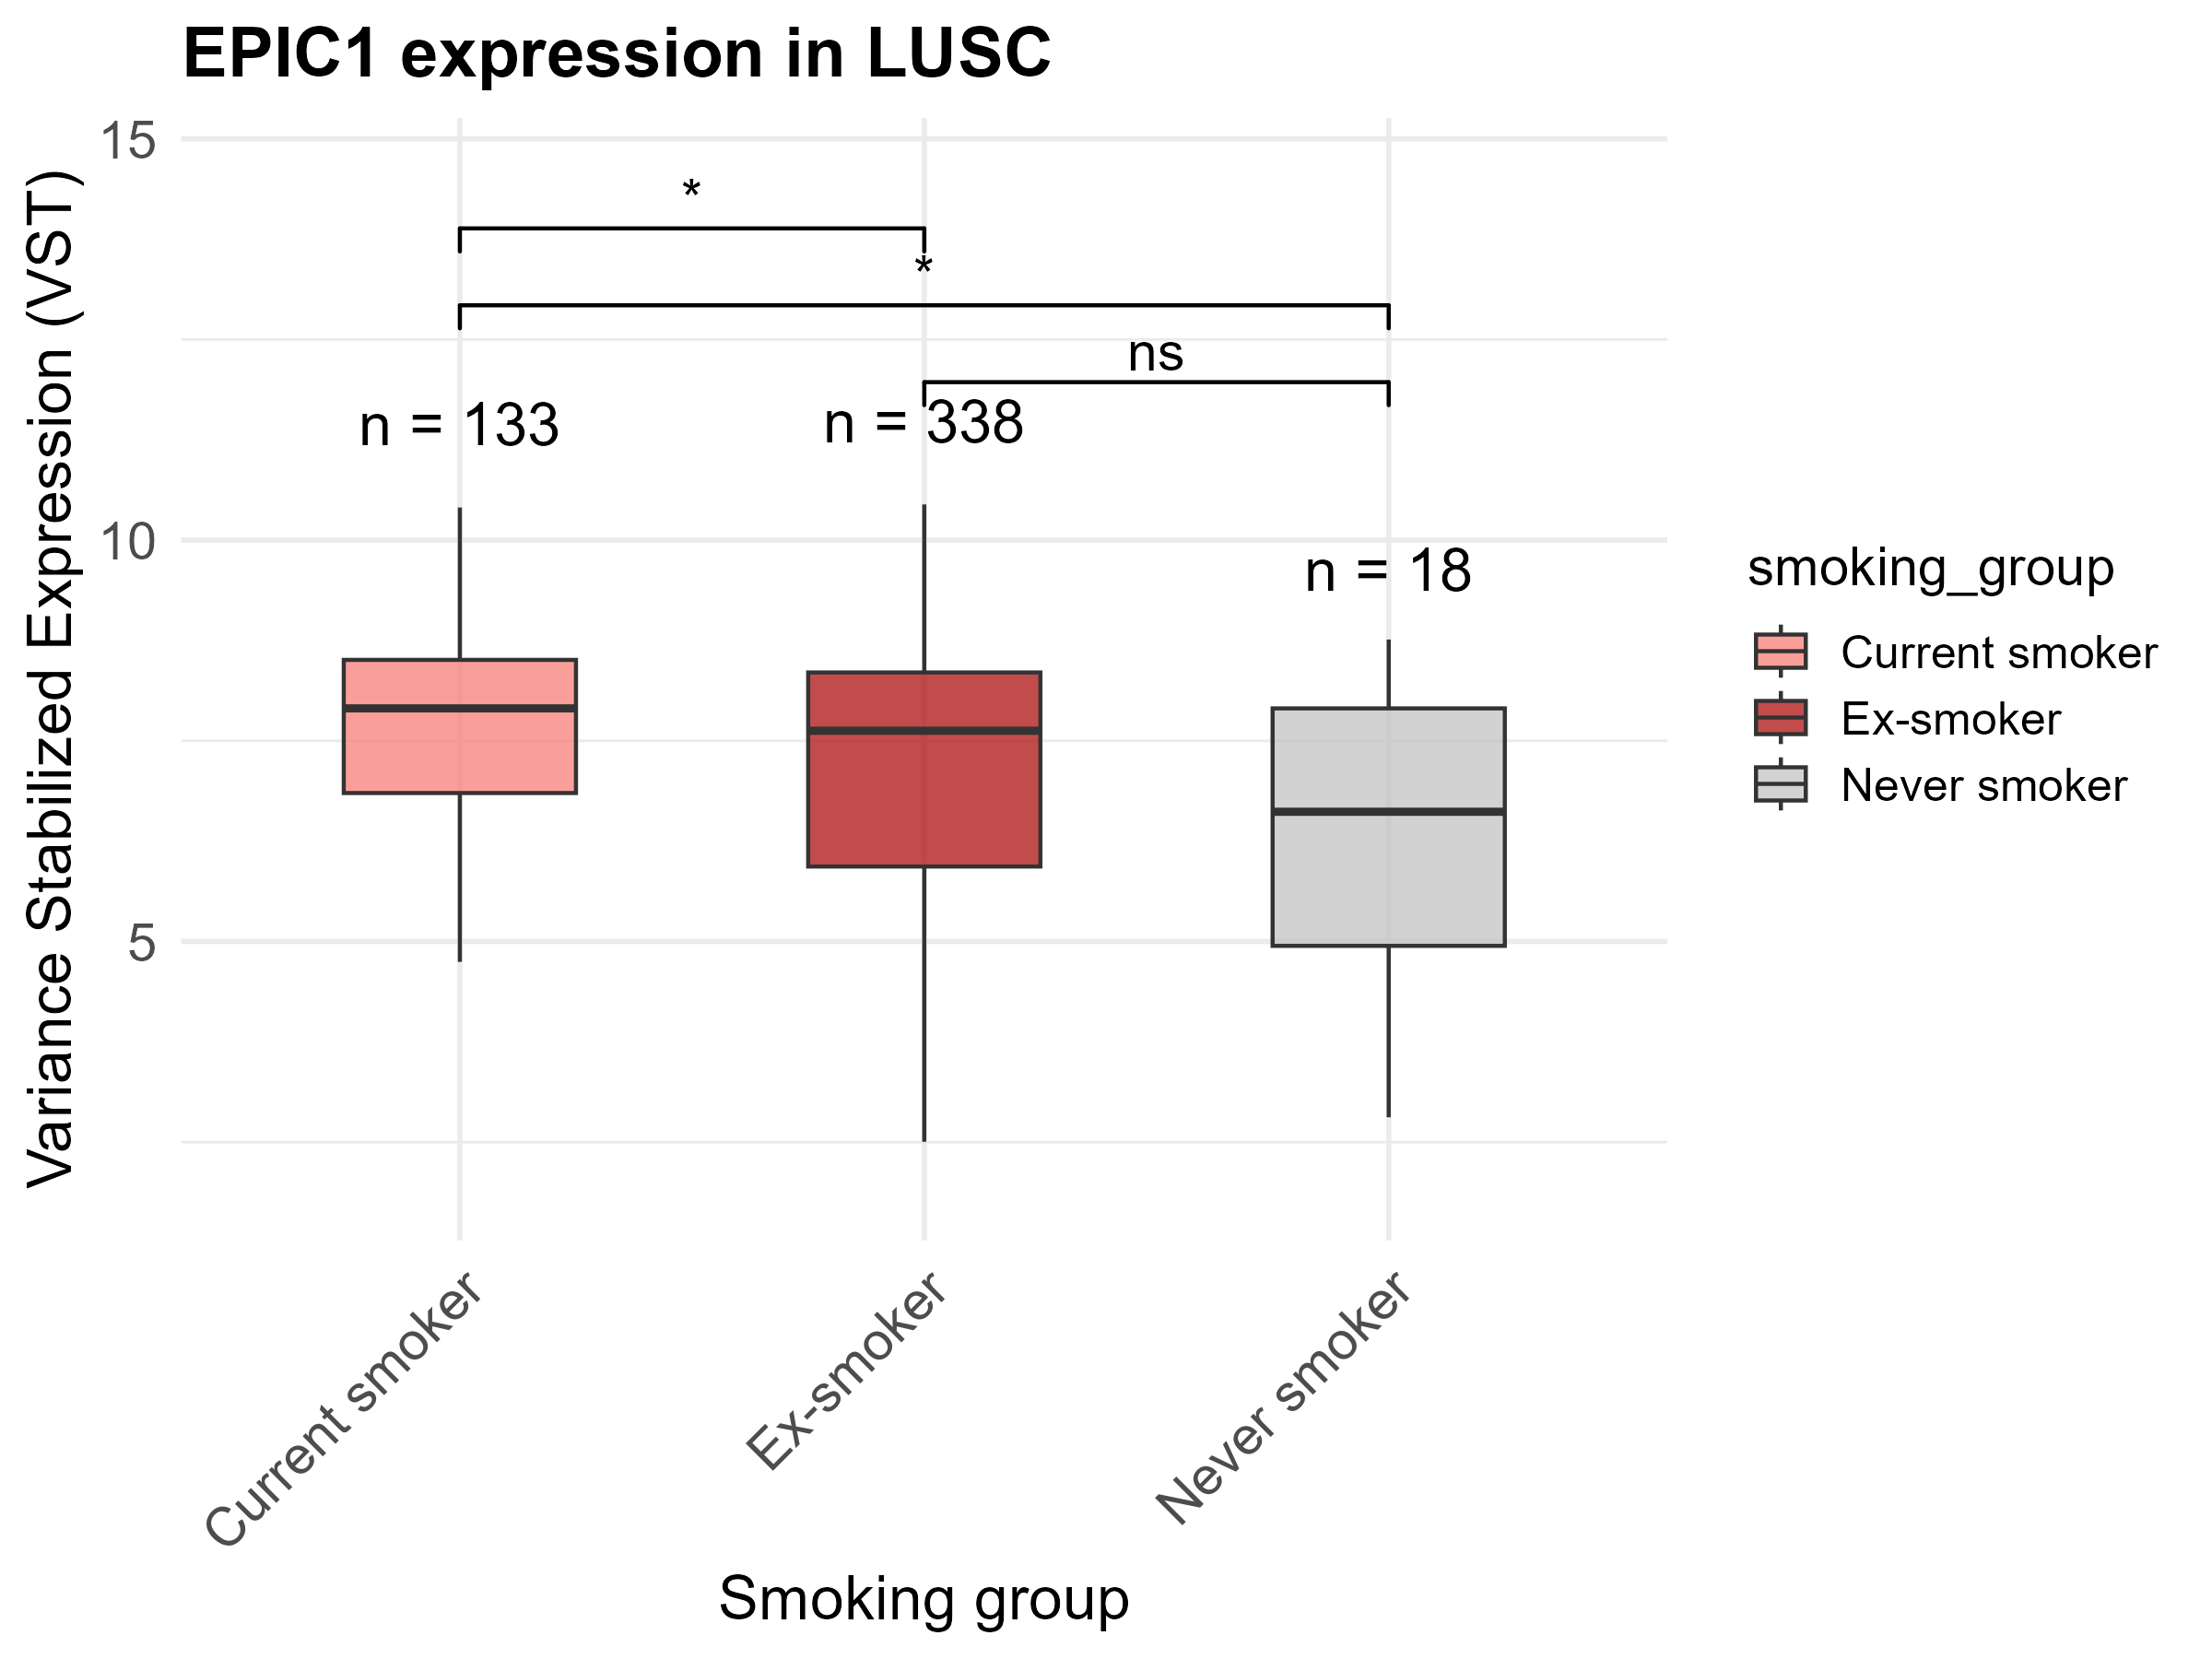 EPIC1 expression in LUSC
Variance Stabilized Expression (VST)
15
10
5
*
*
ns
n = 133
n = 338
n = 18
Current smoker
Ex-smoker
Never smoker
Smoking group
smoking_group
Current smoker
Ex-smoker
Never smoker